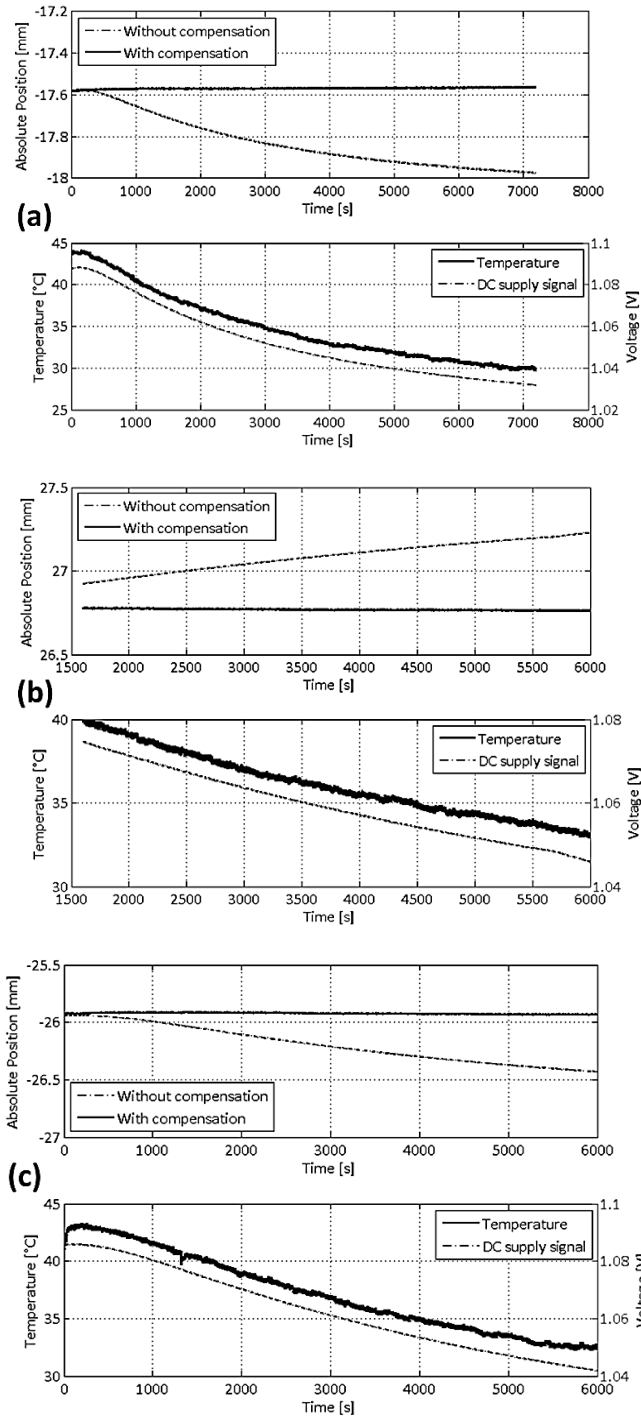 -17.2
Without compensation
With compensation
-17.4
-17.6
-17.8
-18
Absolute Position [mm]
0 1000 2000 3000 4000 5000 6000 7000 8000
Time [s]
(a)
45 1.1
Temperature
DC supply signal
40 1.08
35 1.06
30 1.04
25 1.02
Temperature [°C]
Voltage [V]
0 1000 2000 3000 4000 5000 6000 7000 8000
Time [s]
27.5
Without compensation
With compensation
27
26.5
Absolute Position [mm]
1500 2000 2500 3000 3500 4000 4500 5000 5500 6000
Time [s]
(b)
40 1.08
Temperature
DC supply signal
35 1.06
30 1.04
Temperature [°C]
Voltage [V]
1500 2000 2500 3000 3500 4000 4500 5000 5500 6000
Time [s]
-25.5
-26
-26.5
Without compensation
With compensation
-27
Absolute Position [mm]
0 1000 2000 3000 4000 5000 6000
Time [s]
(c)
45 1.1
Temperature
DC supply signal
40 1.08
35 1.06
30 1.04
Temperature [°C]
Voltage [V]
0 1000 2000 3000 4000 5000 6000
Time [s]